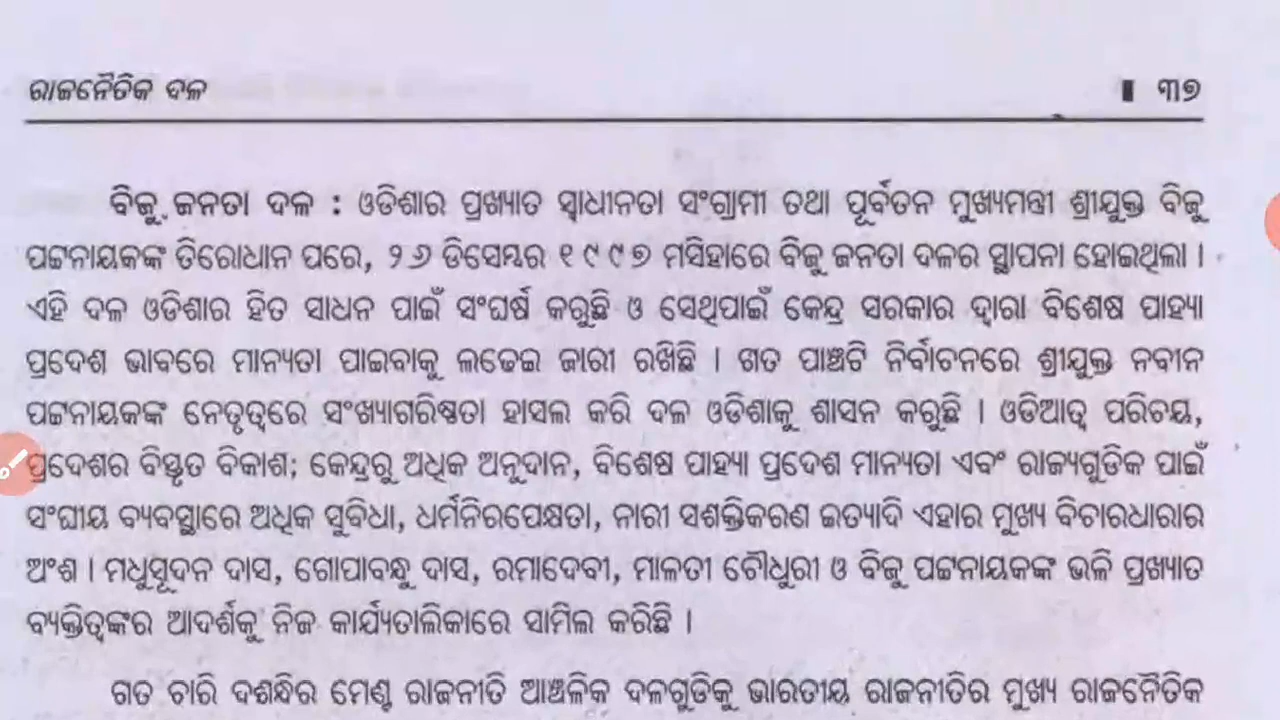 ରାଜନୈତିକ ଦଳ ▮ ୩୭
ବିଜୁ ଜନତା ଦଳ : ଓଡିଶାର ପ୍ରଖ୍ୟାତ ସ୍ୱାଧୀନତା ସଂଗ୍ରାମୀ ତଥା ପୂର୍ବତନ ମୁଖ୍ୟମନ୍ତ୍ରୀ ଶ୍ରୀଯୁକ୍ତ ବିଜୁ
ପଟ୍ଟନାୟକଙ୍କ ତିରୋଧାନ ପରେ, ୨୬ ଡିସେମ୍ବର ୧୯୯୭ ମସିହାରେ ବିଜୁ ଜନତା ଦଳର ସ୍ଥାପନା ହୋଇଥିଲା ।
ଏହି ଦଳ ଓଡିଶାର ହିତ ସାଧନ ପାଇଁ ସଂଘର୍ଷ କରୁଛି ଓ ସେଥିପାଇଁ କେନ୍ଦ୍ର ସରକାର ଦ୍ୱାରା ବିଶେଷ ପାହ୍ୟା
ପ୍ରଦେଶ ଭାବରେ ମାନ୍ୟତା ପାଇବାକୁ ଲଢେଇ ଜାରୀ ରଖିଛି । ଗତ ପାଞ୍ଚଟି ନିର୍ବାଚନରେ ଶ୍ରୀଯୁକ୍ତ ନବୀନ
ପଟ୍ଟନାୟକଙ୍କ ନେତୃତ୍ୱରେ ସଂଖ୍ୟାଗରିଷ୍ଠତା ହାସଲ କରି ଦଳ ଓଡିଶାକୁ ଶାସନ କରୁଛି । ଓଡିଆତ୍ୱ ପରିଚୟ,
ପ୍ରଦେଶର ବିସ୍ତୃତ ବିକାଶ; କେନ୍ଦ୍ରରୁ ଅଧିକ ଅନୁଦାନ, ବିଶେଷ ପାହ୍ୟା ପ୍ରଦେଶ ମାନ୍ୟତା ଏବଂ ରାଜ୍ୟଗୁଡିକ ପାଇଁ
ସଂଘୀୟ ବ୍ୟବସ୍ଥାରେ ଅଧିକ ସୁବିଧା, ଧର୍ମନିରପେକ୍ଷତା, ନାରୀ ସଶକ୍ତିକରଣ ଇତ୍ୟାଦି ଏହାର ମୁଖ୍ୟ ବିଚାରଧାରାର
ଅଂଶ । ମଧୁସୂଦନ ଦାସ, ଗୋପାବନ୍ଧୁ ଦାସ, ରମାଦେବୀ, ମାଳତୀ ଚୌଧୁରୀ ଓ ବିଜୁ ପଟ୍ଟନାୟକଙ୍କ ଭଳି ପ୍ରଖ୍ୟାତ
ବ୍ୟକ୍ତିତ୍ୱଙ୍କର ଆଦର୍ଶକୁ ନିଜ କାର୍ଯ୍ୟତାଲିକାରେ ସାମିଲ କରିଛି ।
ଗତ ଚାରି ଦଶନ୍ଧିର ମେଣ୍ଟ ରାଜନୀତି ଆଞ୍ଚଳିକ ଦଳଗୁଡିକୁ ଭାରତୀୟ ରାଜନୀତିର ମୁଖ୍ୟ ରାଜନୈତିକ